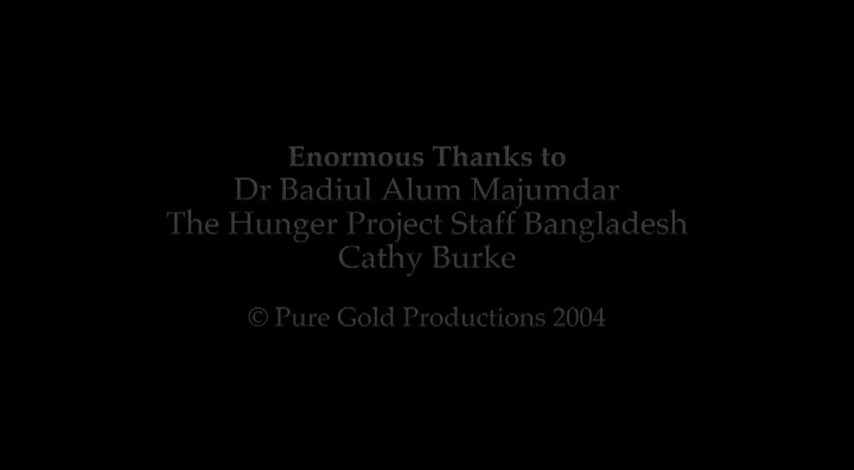 Enormous Thanks to
Dr Badiul Alum Majumdar
The Hunger Project Staff Bangladesh
Cathy Burke
© Pure Gold Productions 2004